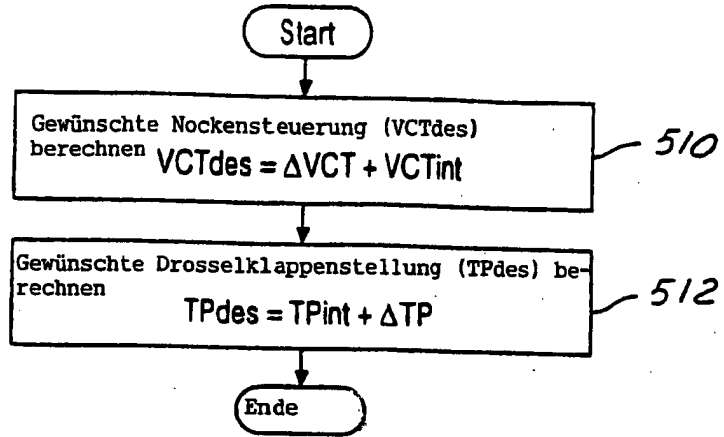 Start
Gewünschte Nockensteuerung (VCTdes)
berechnen VCTdes = ΔVCT + VCTint
510
Gewünschte Drosselklappenstellung (TPdes) be-
rechnen
TPdes = TPint + ΔTP
512
Ende